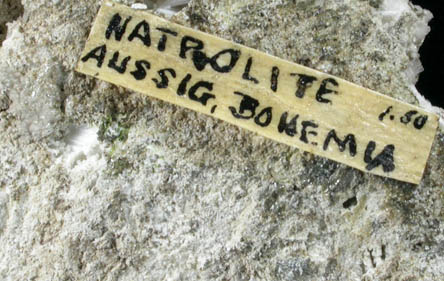 NATROLITE
AUSSIG, BOHEMIA
1.50